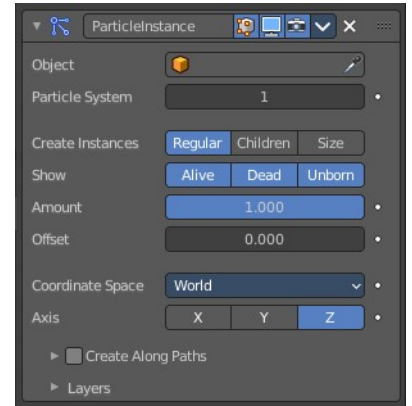 ParticleInstance
Object
Particle System 1
Create Instances Regular Children Size
Show Alive Dead Unborn
Amount 1.000
Offset 0.000
Coordinate Space World
Axis X Y Z
Create Along Paths
Layers